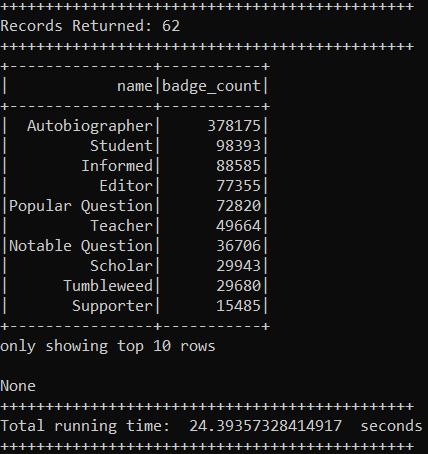 ++++++++++++++++++++++++++++++++++++++++++++++
Records Returned: 62
++++++++++++++++++++++++++++++++++++++++++++++
+----------------+-----------+
|            name|badge_count|
+----------------+-----------+
|  Autobiographer|     378175|
|         Student|      98393|
|        Informed|      88585|
|          Editor|      77355|
|Popular Question|      72820|
|         Teacher|      49664|
|Notable Question|      36706|
|         Scholar|      29943|
|      Tumbleweed|      29680|
|       Supporter|      15485|
+----------------+-----------+
only showing top 10 rows

None
++++++++++++++++++++++++++++++++++++++++++++++
Total running time:  24.39357328414917  seconds
++++++++++++++++++++++++++++++++++++++++++++++